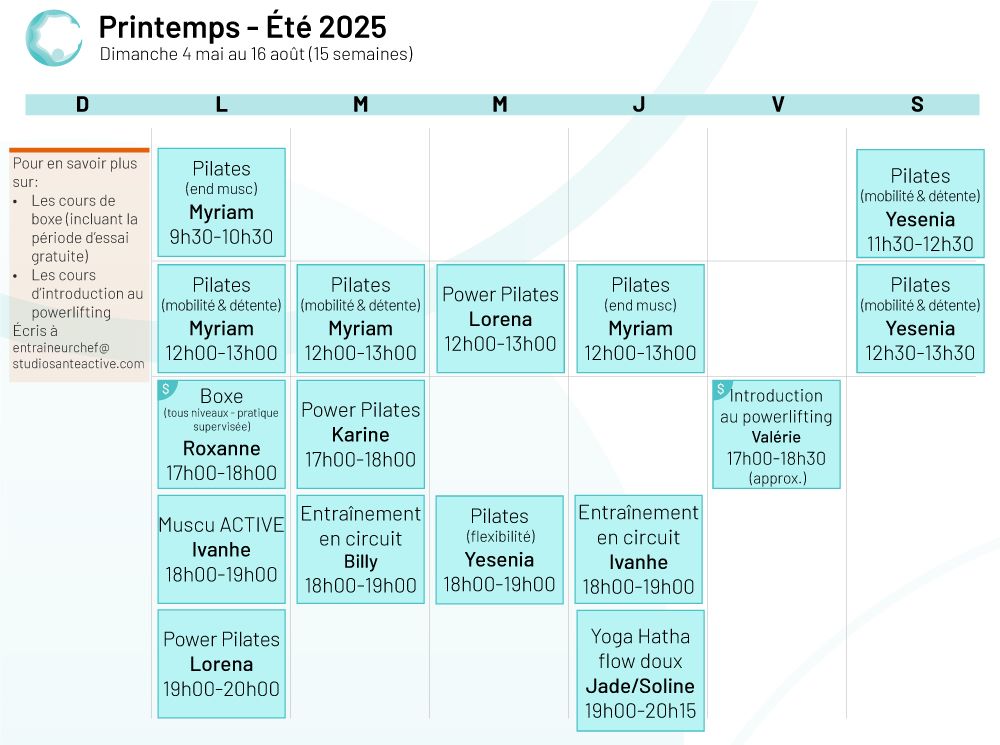 Printemps - Été 2025
Dimanche 4 mai au 16 août (15 semaines)
D L M M J V S
Pour en savoir plus
sur:
• Les cours de
boxe (incluant la
période d'essai
gratuite)
• Les cours
d'introduction au
powerlifting
Écris à
entraineurchef@
studiosanteactive.com
Pilates
(end musc)
Myriam
9h30-10h30
Pilates
(mobilité & détente)
Yesenia
11h30-12h30
Pilates
(mobilité & détente)
Myriam
12h00-13h00
Pilates
(mobilité & détente)
Myriam
12h00-13h00
Power Pilates
Lorena
12h00-13h00
Pilates
(end musc)
Myriam
12h00-13h00
Pilates
(mobilité & détente)
Yesenia
12h30-13h30
$
Boxe
(tous niveaux - pratique
supervisée)
Roxanne
17h00-18h00
Power Pilates
Karine
17h00-18h00
$
Introduction
au powerlifting
Valérie
17h00-18h30
(approx.)
Muscu ACTIVE
Ivanhe
18h00-19h00
Entraînement
en circuit
Billy
18h00-19h00
Pilates
(flexibilité)
Yesenia
18h00-19h00
Entraînement
en circuit
Ivanhe
18h00-19h00
Power Pilates
Lorena
19h00-20h00
Yoga Hatha
flow doux
Jade/Soline
19h00-20h15